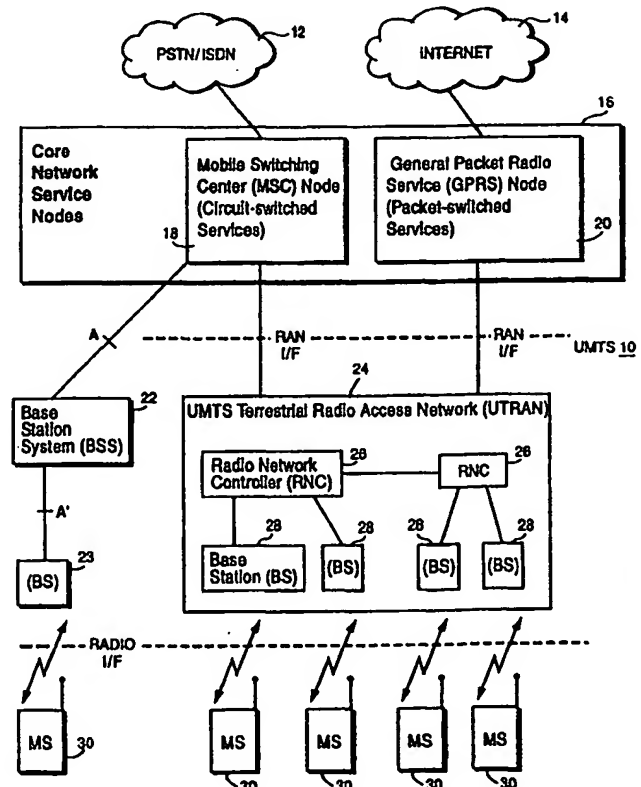 PSTN/ISDN
12
INTERNET
14
16
Core
Network
Service
Nodes
Mobile Switching
Center (MSC) Node
(Circuit-switched
Services)
18
General Packet Radio
Service (GPRS) Node
(Packet-switched
Services)
20
A
RAN
I/F
RAN
I/F
UMTS 10
22
Base
Station
System (BSS)
24
UMTS Terrestrial Radio Access Network (UTRAN)
Radio Network
Controller (RNC)
26
RNC
26
A'
28
Base
Station (BS)
28
(BS)
28
(BS)
28
(BS)
23
(BS)
RADIO
I/F
MS
30
MS
30
MS
30
MS
30
MS
30